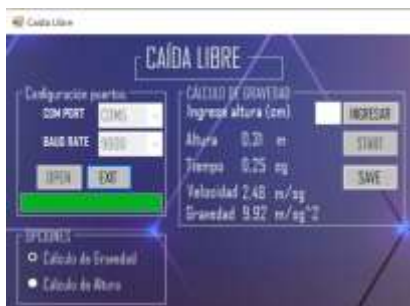 Caída Libre
CAÍDA LIBRE
Configuración puertos
COM PORT COM5
BAUD RATE 9600
OPEN EXIT
CÁLCULO DE GRAVEDAD
Ingrese altura (cm) INGRESAR
Altura 0.31 m START
Tiempo 0.25 sg
SAVE
Velocidad 2.48 m/sg
Gravedad 9.92 m/sg^2
OPCIONES
Cálculo de Gravedad
Cálculo de Altura